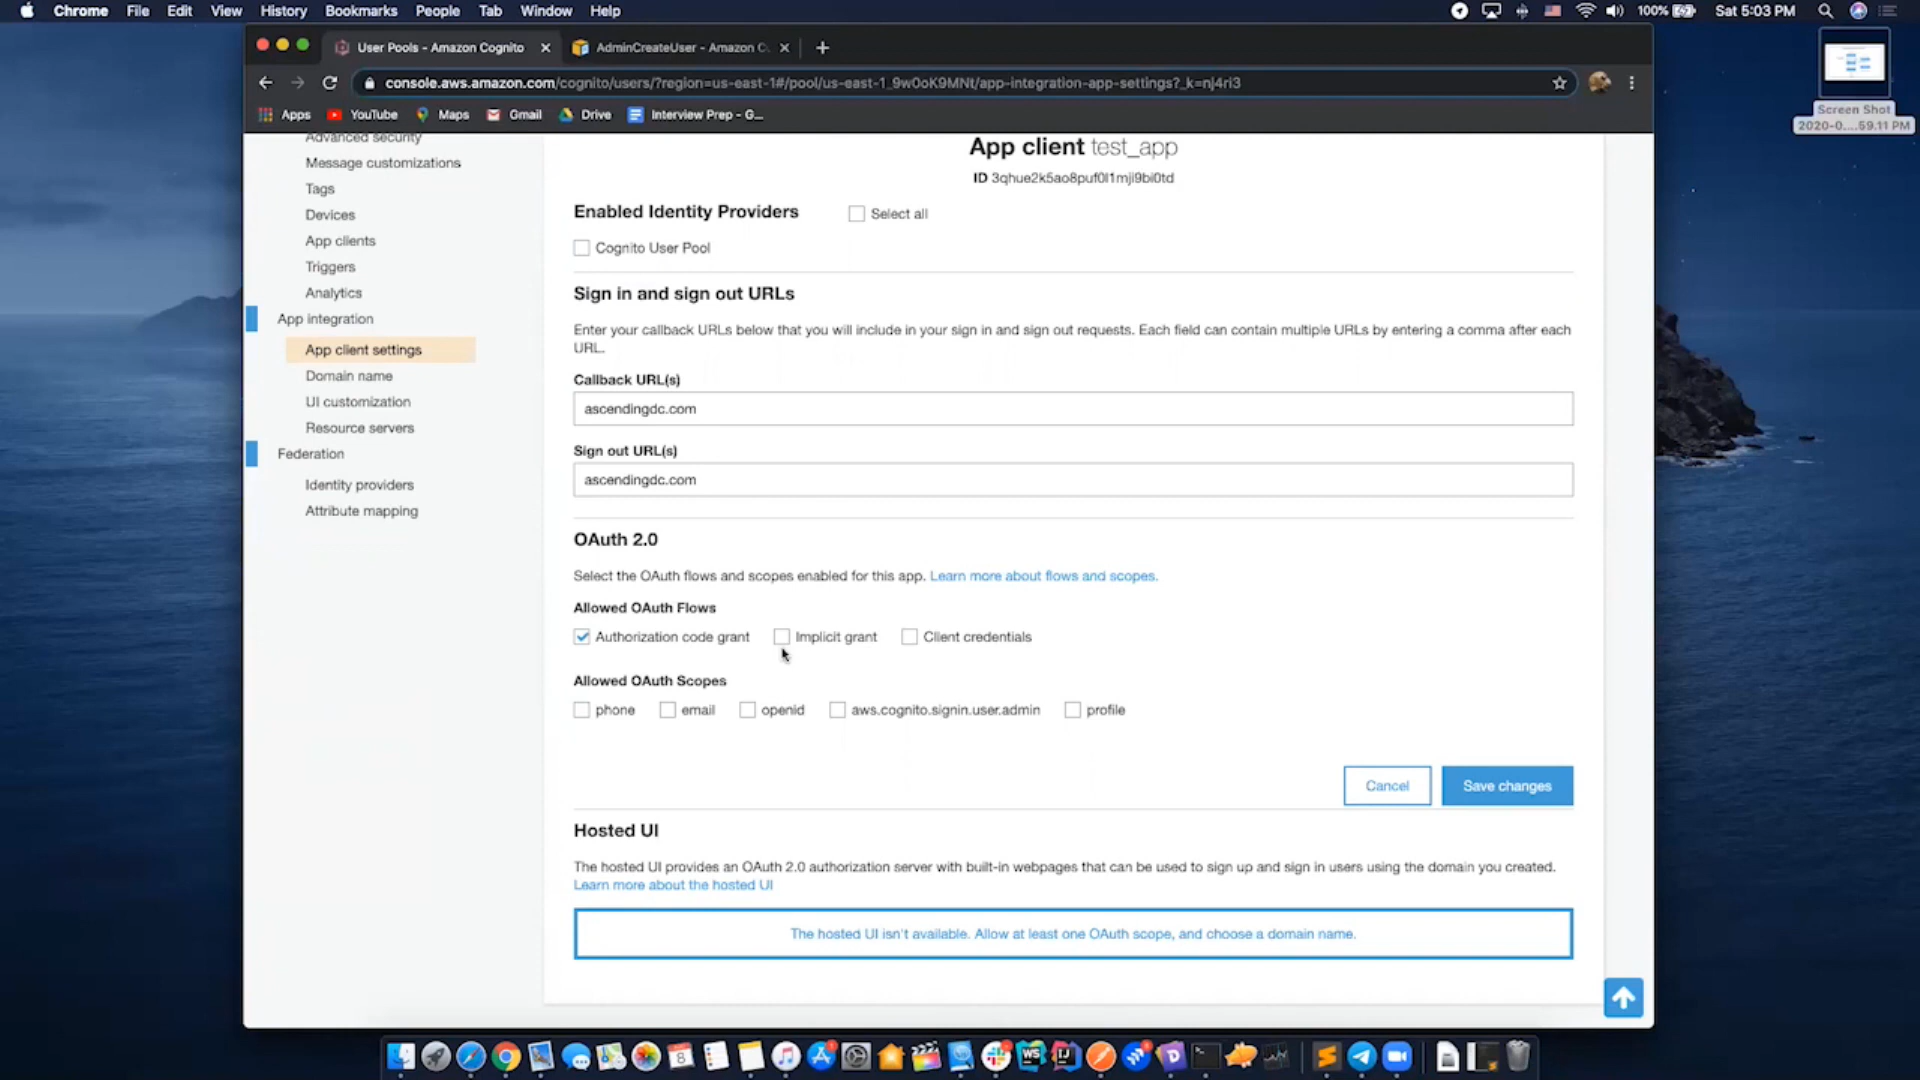 Chrome File Edit View History Bookmarks People Tab Window Help
100% Sat 5:03 PM
User Pools - Amazon Cognito
AdminCreateUser - Amazon C
console.aws.amazon.com/cognito/users/?region=us-east-1#/pool/us-east-1_9w0oK9MNt/app-integration-app-settings?_k=nj4ri3
Apps YouTube Maps Gmail Drive Interview Prep - G...
Screen Shot
2020-0....59.11 PM
Advanced security
Message customizations
Tags
Devices
App clients
Triggers
Analytics
App integration
App client settings
Domain name
UI customization
Resource servers
Federation
Identity providers
Attribute mapping
App client test_app
ID 3qhue2k5ao8puf0l1mji9bi0td
Enabled Identity Providers Select all
Cognito User Pool
Sign in and sign out URLs
Enter your callback URLs below that you will include in your sign in and sign out requests. Each field can contain multiple URLs by entering a comma after each
URL.
Callback URL(s)
ascendingdc.com
Sign out URL(s)
ascendingdc.com
OAuth 2.0
Select the OAuth flows and scopes enabled for this app. Learn more about flows and scopes.
Allowed OAuth Flows
Authorization code grant Implicit grant Client credentials
Allowed OAuth Scopes
phone email openid aws.cognito.signin.user.admin profile
Cancel Save changes
Hosted UI
The hosted UI provides an OAuth 2.0 authorization server with built-in webpages that can be used to sign up and sign in users using the domain you created.
Learn more about the hosted UI
The hosted UI isn't available. Allow at least one OAuth scope, and choose a domain name.
8
WS
IJ